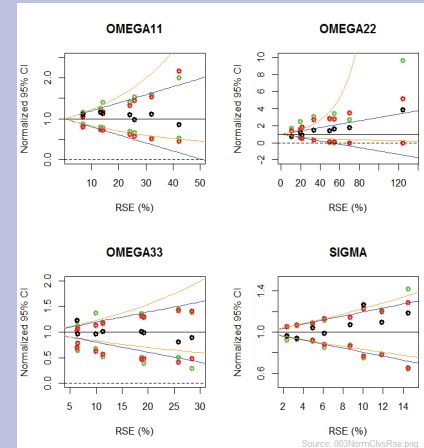 OMEGA11
OMEGA22
Normalized 95% CI
0.0 1.0 2.0
10 20 30 40 50
RSE (%)
Normalized 95% CI
-2 0 2 4 6 8 10
0 20 40 60 80 120
RSE (%)
OMEGA33
SIGMA
Normalized 95% CI
0.0 0.5 1.0 1.5 2.0
5 10 15 20 25 30
RSE (%)
Normalized 95% CI
0.6 1.0 1.4
2 4 6 8 10 12 14
RSE (%)
Source: 003NormCIvsRse.png